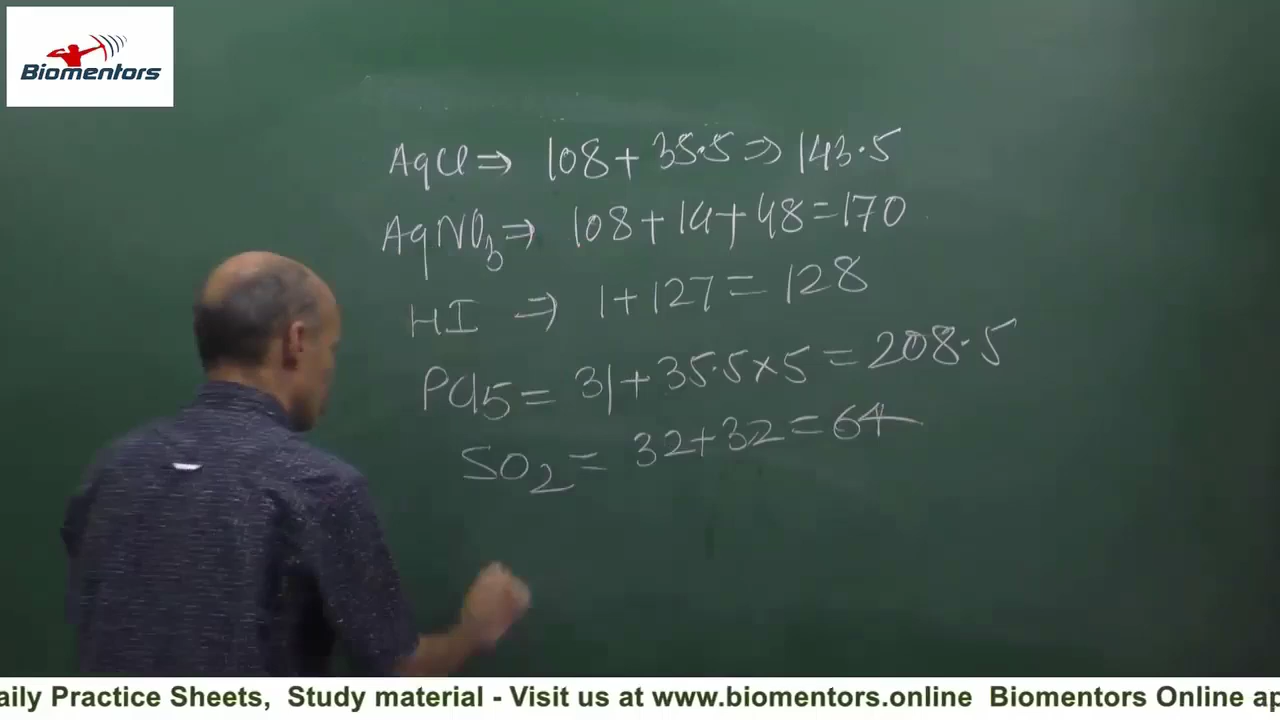 Biomentors
AgCl ⇒ 108 + 35.5 ⇒ 143.5
AgNO3 ⇒ 108 + 14 + 48 = 170
HI ⇒ 1 + 127 = 128
PCl5 = 31 + 35.5 × 5 = 208.5
SO2 = 32 + 32 = 64
aily Practice Sheets, Study material - Visit us at www.biomentors.online Biomentors Online ap